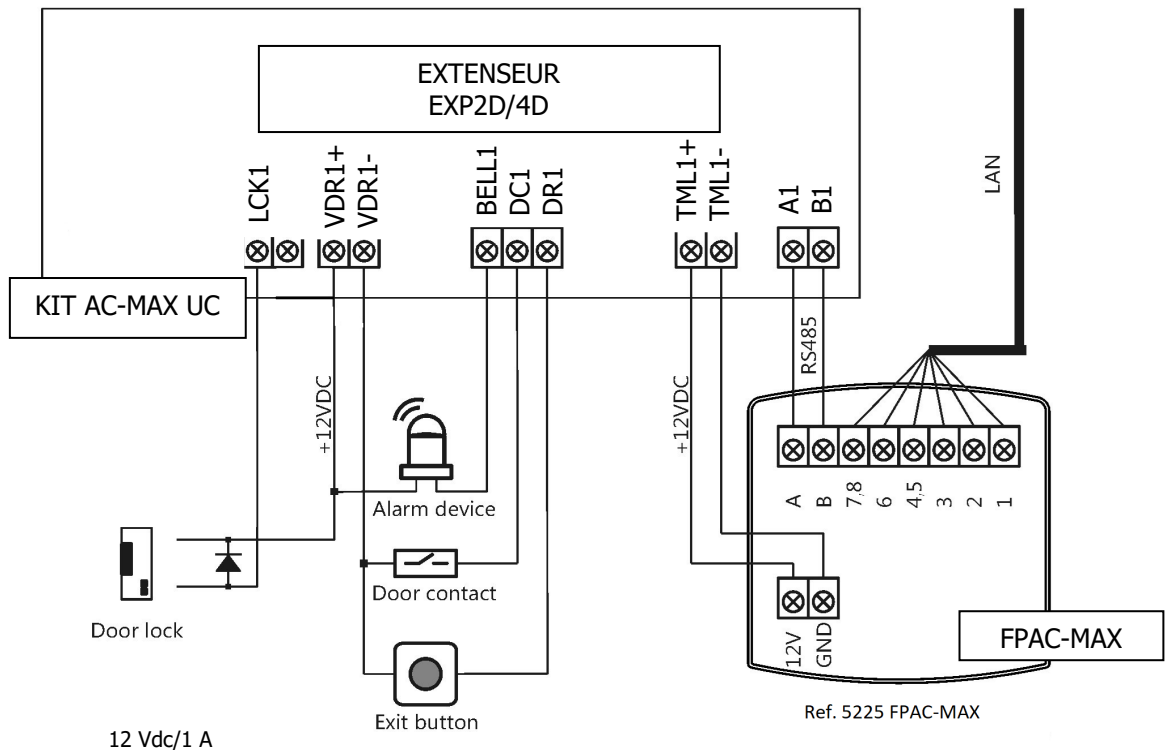 EXTENSEUR
EXP2D/4D
LCK1
VDR1+
VDR1-
BELL1
DC1
DR1
TML1+
TML1-
A1
B1
LAN
KIT AC-MAX UC
+12VDC
+12VDC
RS485
Alarm device
A
B
7,8
6
4,5
3
2
1
Door contact
Door lock
12V
GND
FPAC-MAX
Exit button
Ref. 5225 FPAC-MAX
12 Vdc/1 A